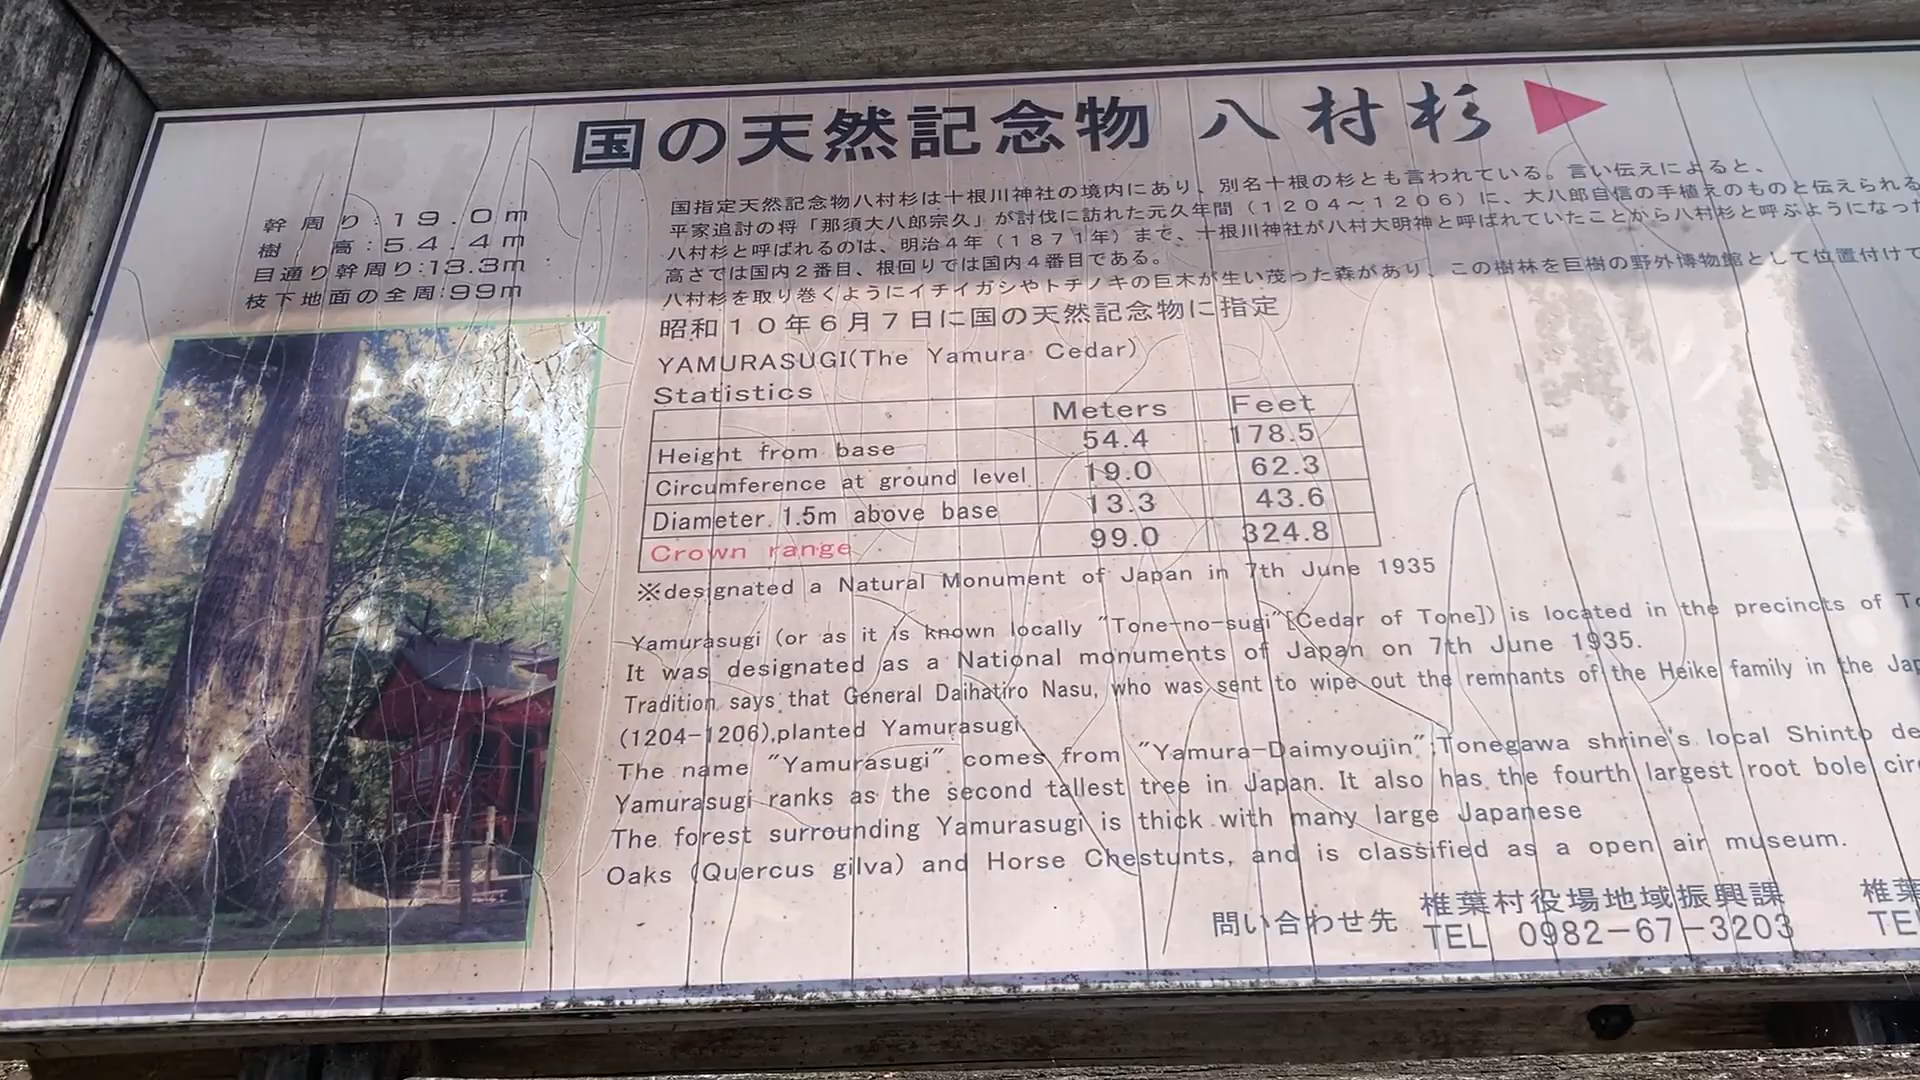 国の天然記念物 八村杉
幹周り:19.0m
樹 高:54.4m
目通り幹周り:13.3m
枝下地面の全周:99m
国指定天然記念物八村杉は十根川神社の境内にあり、別名十根の杉とも言われている。言い伝えによると、
平家追討の将「那須大八郎宗久」が討伐に訪れた元久年間(1204~1206)に、大八郎自信の手植えのものと伝えられる
八村杉と呼ばれるのは、明治4年(1871年)まで、十根川神社が八村大明神と呼ばれていたことから八村杉と呼ぶようになった
高さでは国内2番目、根回りでは国内4番目である。
八村杉を取り巻くようにイチイガシやトチノキの巨木が生い茂った森があり、この樹林を巨樹の野外博物館として位置付けて
昭和10年6月7日に国の天然記念物に指定
YAMURASUGI(The Yamura Cedar)
Statistics
Meters Feet
Height from base 54.4 178.5
Circumference at ground level 19.0 62.3
Diameter 1.5m above base 13.3 43.6
Crown range 99.0 324.8
※designated a Natural Monument of Japan in 7th June 1935
Yamurasugi (or as it is known locally "Tone-no-sugi"[Cedar of Tone]) is located in the precincts of
It was designated as a National monuments of Japan on 7th June 1935.
Tradition says that General Daihatiro Nasu, who was sent to wipe out the remnants of the Heike family in the
(1204-1206),planted Yamurasugi
The name "Yamurasugi" comes from "Yamura-Daimyoujin",Tonegawa shrine's local Shinto
Yamurasugi ranks as the second tallest tree in Japan. It also has the fourth largest root bole
The forest surrounding Yamurasugi is thick with many large Japanese
Oaks (Quercus gilva) and Horse Chestunts, and is classified as a open air museum.
問い合わせ先 椎葉村役場地域振興課 椎葉
TEL 0982-67-3203 TE